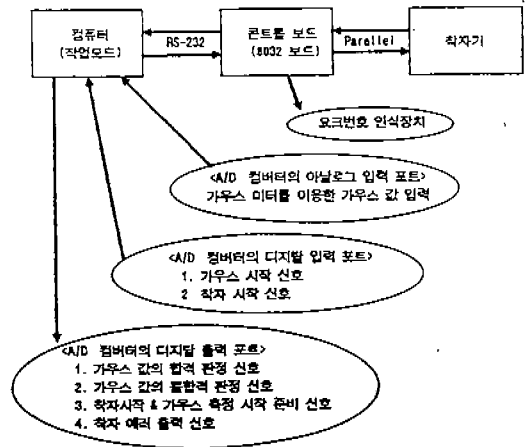 컴퓨터
(작업모드)
RS-232
콘트롤 보드
(8032 보드)
Parallel
착자기
요크번호 인식장치
<A/D 컴버터의 아날로그 입력 포트>
가우스 미터를 이용한 가우스 값 입력
<A/D 컴버터의 디지탈 입력 포트>
1. 가우스 시작 신호
2 착자 시작 신호
<A/D 컴버터의 디지탈 출력 포트>
1. 가우스 값의 합격 판정 신호
2. 가우스 값의 불합격 판정 신호
3. 착자시작 & 가우스 측정 시작 준비 신호
4. 착자 에러 출력 신호